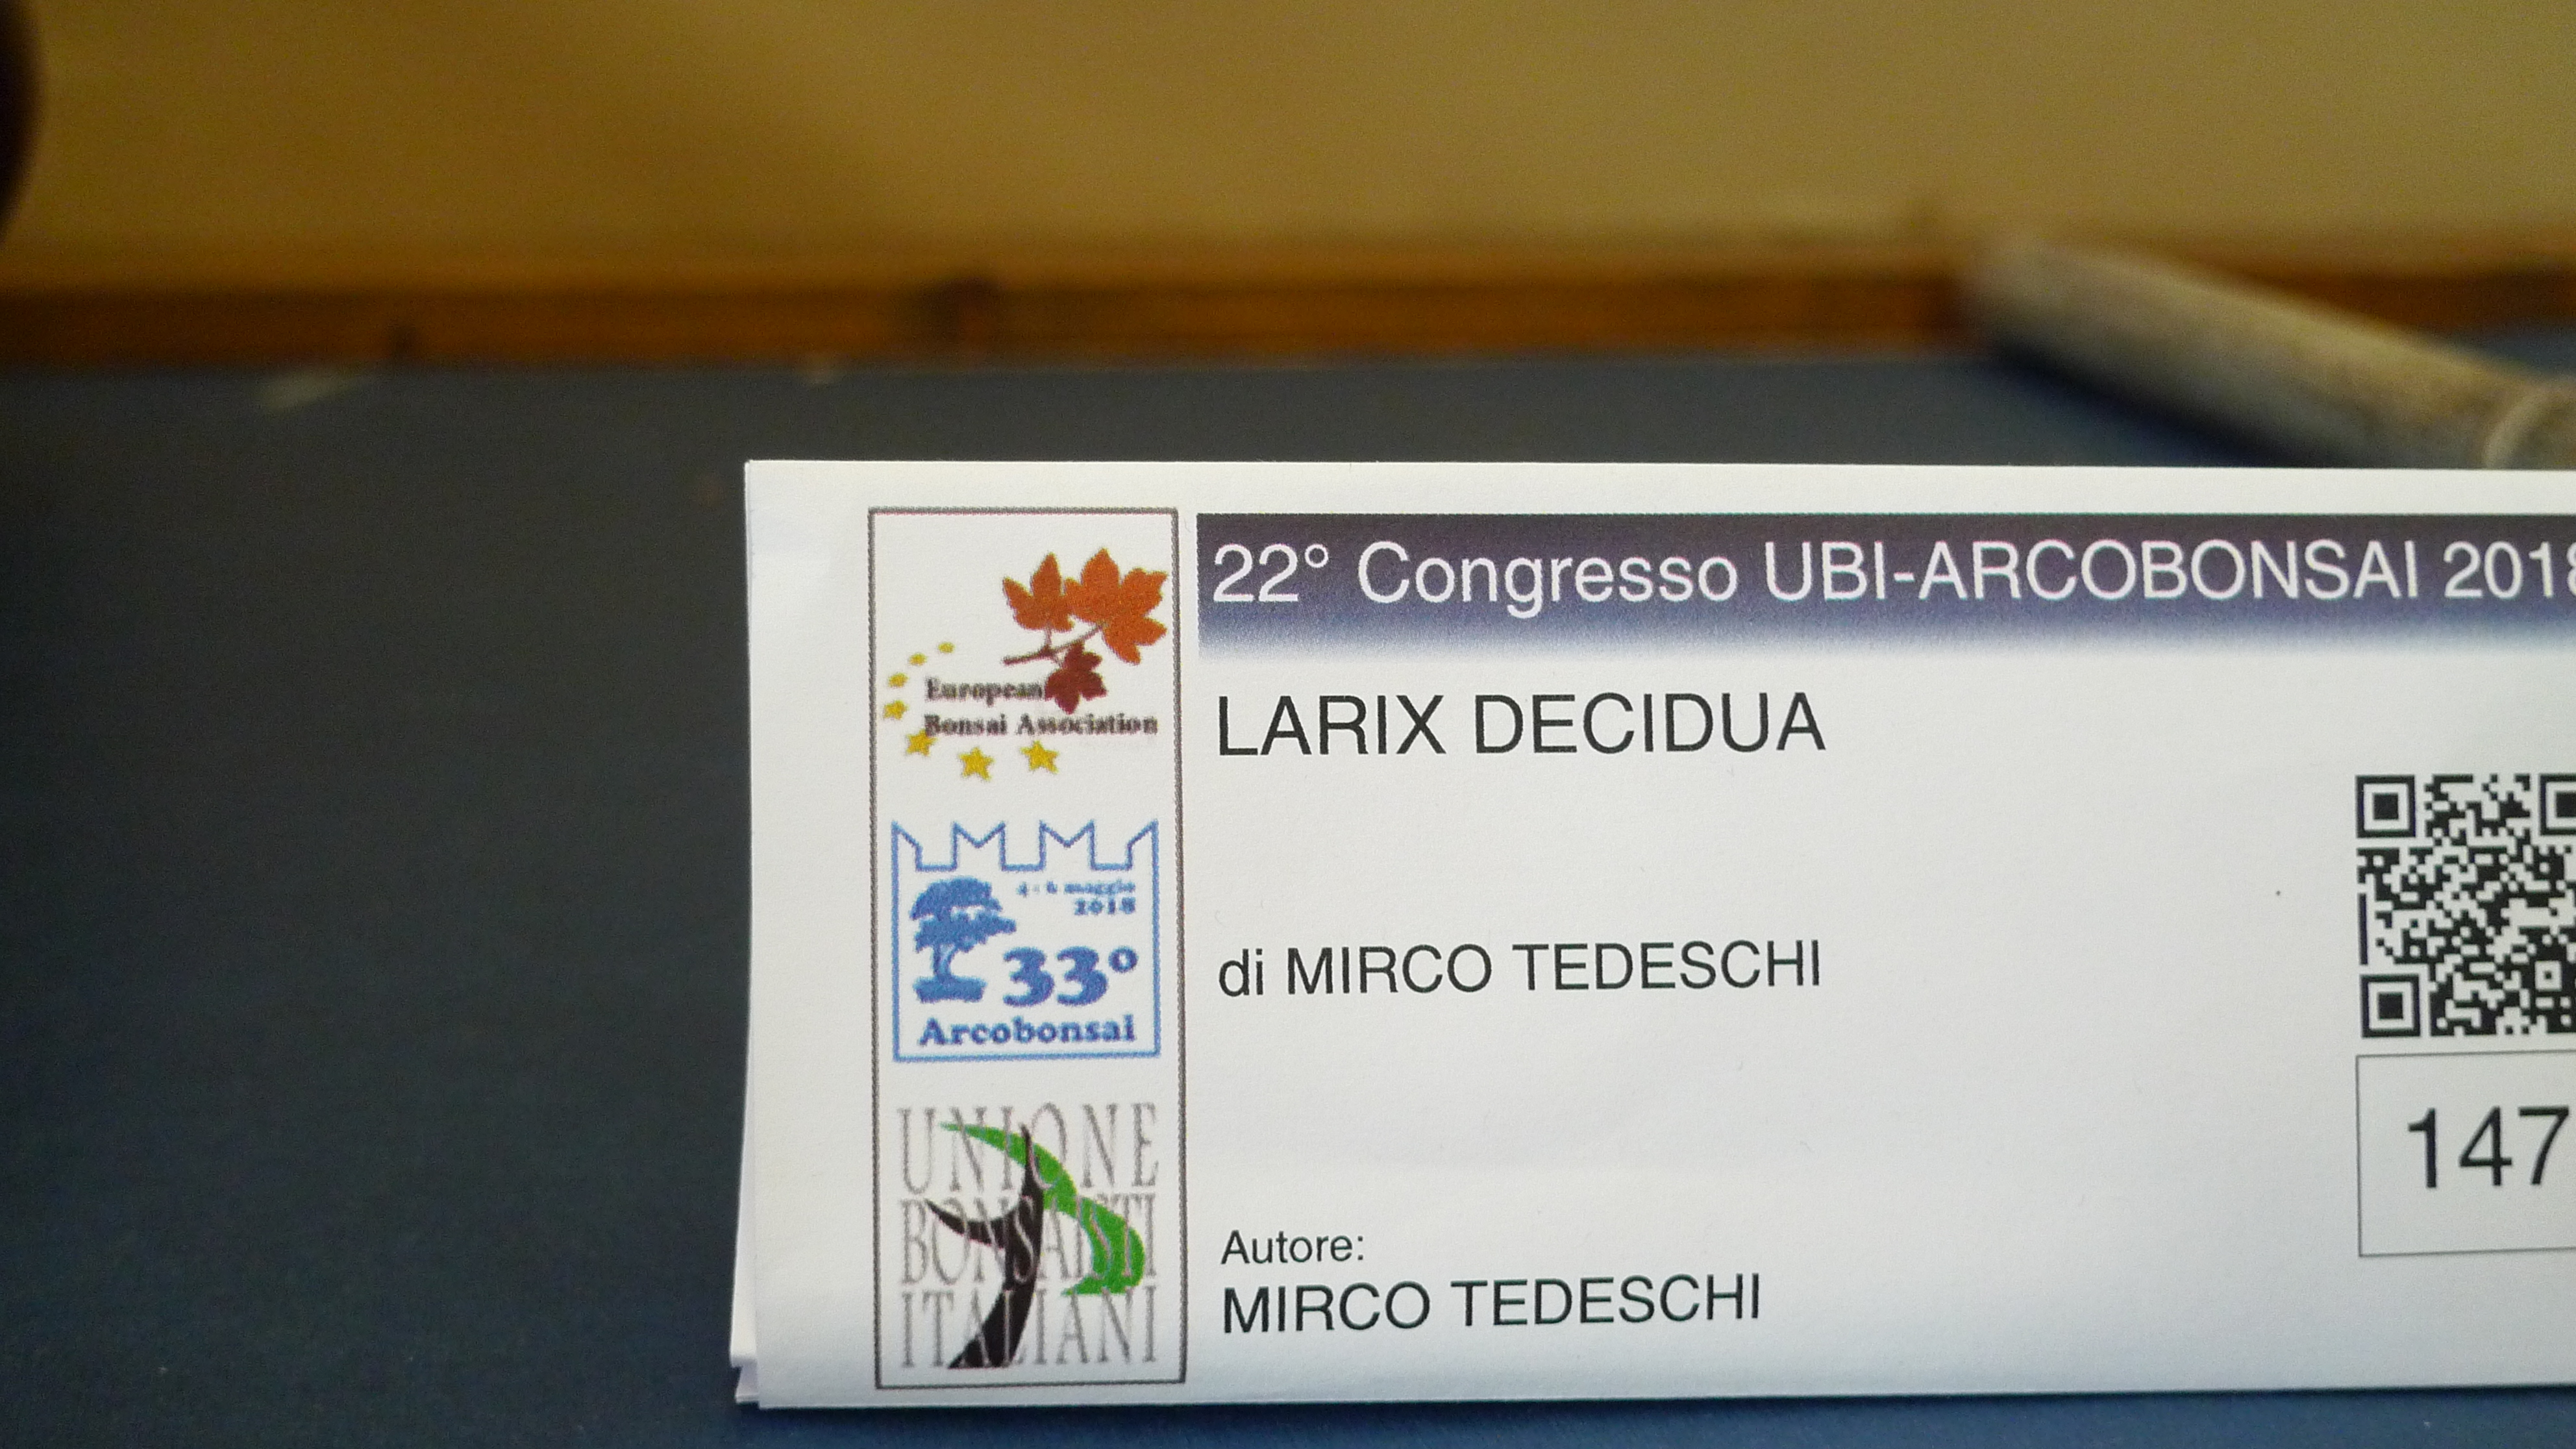 22° Congresso UBI-ARCOBONSAI 2018
LARIX DECIDUA
di MIRCO TEDESCHI
147
Autore:
MIRCO TEDESCHI
European
Bonsai Association
4 - 6 maggio
2018
33°
Arcobonsai
UNIONE
BONSAISTI
ITALIANI